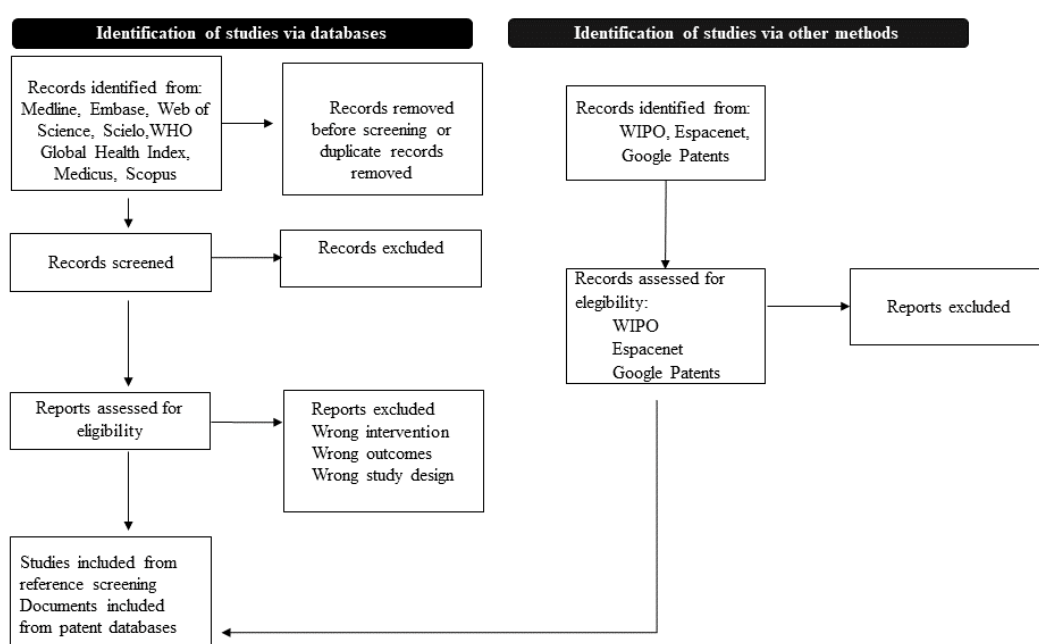 Identification of studies via databases
Records identified from:
Medline, Embase, Web of
Science, Scielo,WHO
Global Health Index,
Medicus, Scopus
Records removed
before screening or
duplicate records
removed
Records screened
Records excluded
Reports assessed for
eligibility
Reports excluded
Wrong intervention
Wrong outcomes
Wrong study design
Studies included from
reference screening
Documents included
from patent databases
Identification of studies via other methods
Records identified from:
WIPO, Espacenet,
Google Patents
Records assessed for
elegibility:
WIPO
Espacenet
Google Patents
Reports excluded